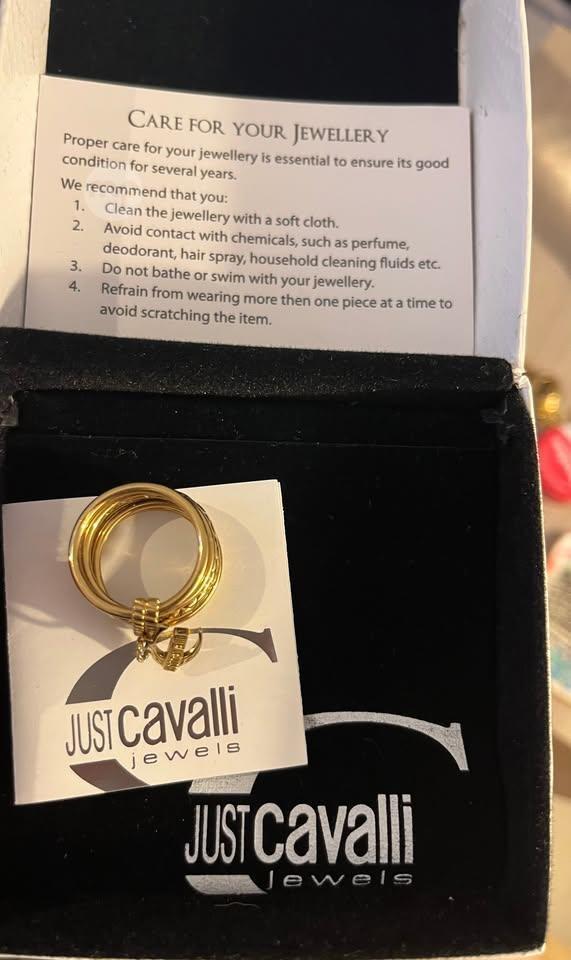 CARE FOR YOUR JEWELLERY
Proper care for your jewellery is essential to ensure its good
condition for several years.
We recommend that you:
1. Clean the jewellery with a soft cloth.
2. Avoid contact with chemicals, such as perfume,
deodorant, hair spray, household cleaning fluids etc.
3. Do not bathe or swim with your jewellery.
4. Refrain from wearing more then one piece at a time to
avoid scratching the item.
JUST cavalli
jewels
JUST cavalli
jewels